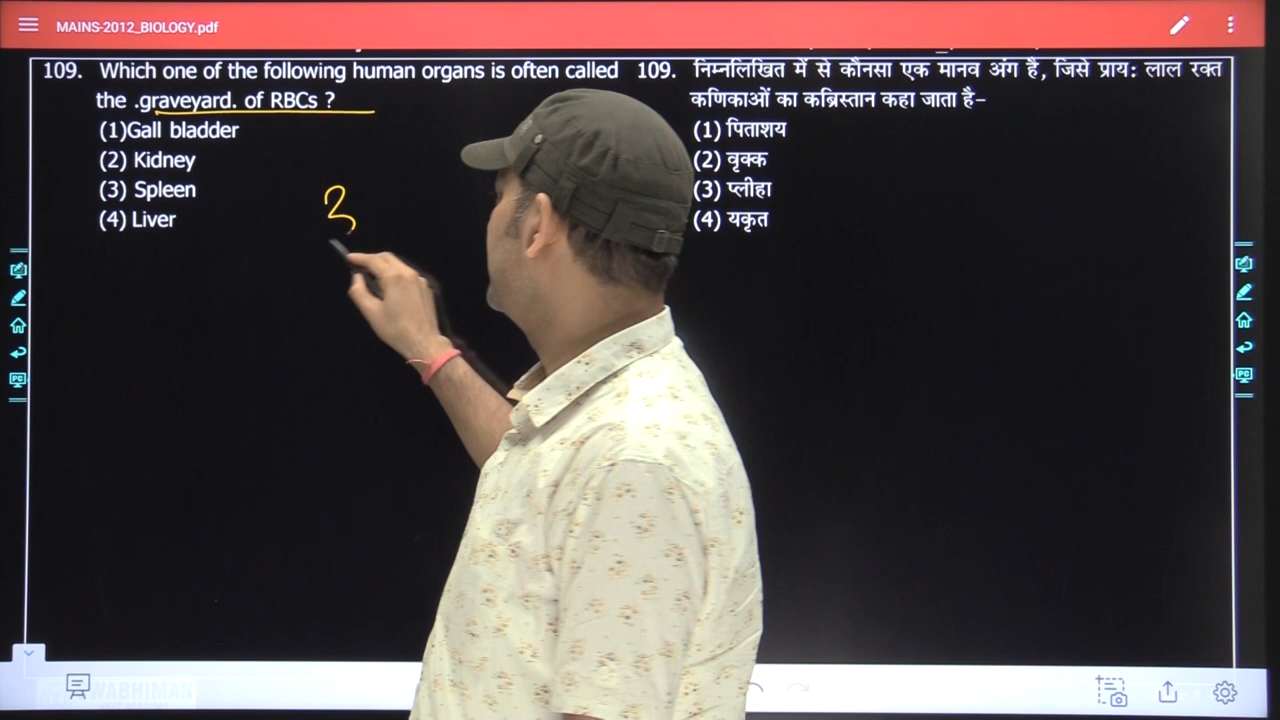 MAINS-2012_BIOLOGY.pdf
109. Which one of the following human organs is often called
the .graveyard. of RBCs ?
(1)Gall bladder
(2) Kidney
(3) Spleen
(4) Liver
3
109. निम्नलिखित में से कौनसा एक मानव अंग है, जिसे प्राय: लाल रक्त
कणिकाओं का कब्रिस्तान कहा जाता है-
(1) पिताशय
(2) वृक्क
(3) प्लीहा
(4) यकृत
PC
PC